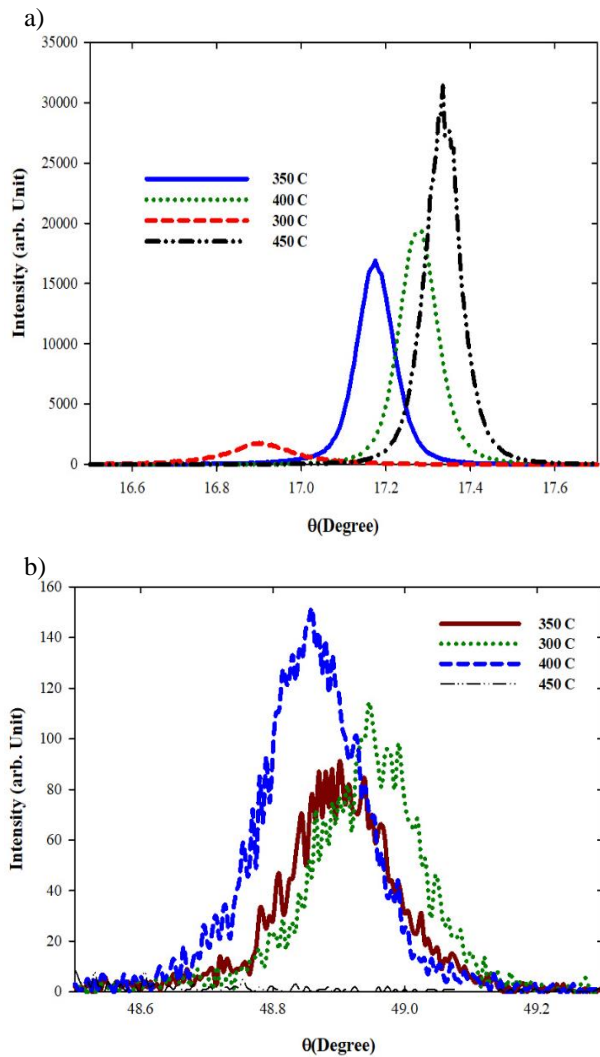 a)
35000
30000
25000
20000
15000
10000
5000
0
Intensity (arb. Unit)
350 C
400 C
300 C
450 C
16.6 16.8 17.0 17.2 17.4 17.6
θ(Degree)
b)
160
140
120
100
80
60
40
20
0
Intensity (arb. Unit)
350 C
300 C
400 C
450 C
48.6 48.8 49.0 49.2
θ(Degree)